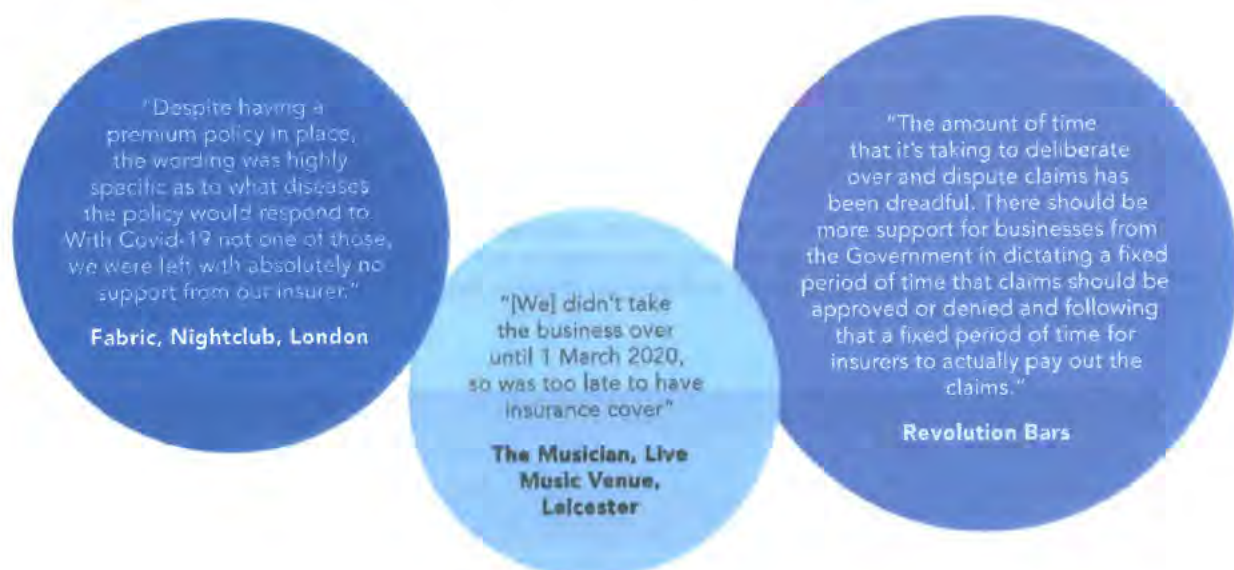 "Despite having a
premium policy in place,
the wording was highly
specific as to what diseases
the policy would respond to.
With Covid-19 not one of those,
we were left with absolutely no
support from our insurer."
Fabric, Nightclub, London
"[We] didn't take
the business over
until 1 March 2020,
so was too late to have
insurance cover"
The Musician, Live
Music Venue,
Leicester
"The amount of time
that it's taking to deliberate
over and dispute claims has
been dreadful. There should be
more support for businesses from
the Government in dictating a fixed
period of time that claims should be
approved or denied and following
that a fixed period of time for
insurers to actually pay out the
claims."
Revolution Bars